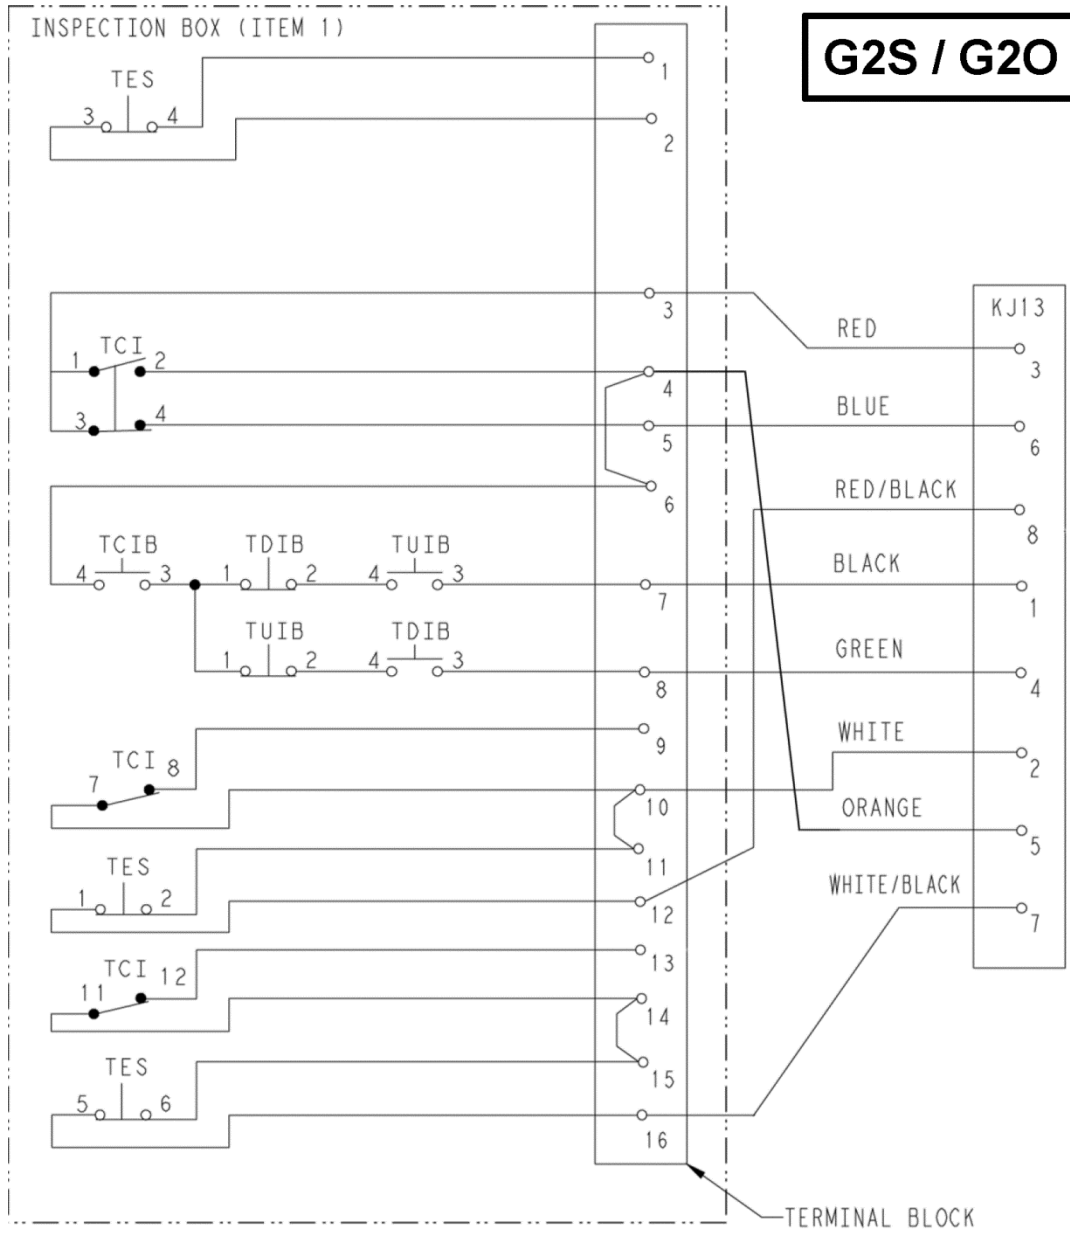 INSPECTION BOX (ITEM 1)
G2S / G2O
1
TES
3 4
2
3
KJ13
RED
3
TCI
1 2
4
BLUE
3 4
5
6
6
RED/BLACK
8
TCIB TDIB TUIB
4 3 1 2 4 3
BLACK
7
1
TUIB TDIB
1 2 4 3
GREEN
8
4
9
WHITE
2
TCI
7 8
10
ORANGE
5
11
TES
1 2
WHITE/BLACK
12
7
13
TCI
11 12
14
TES
15
5 6
16
TERMINAL BLOCK